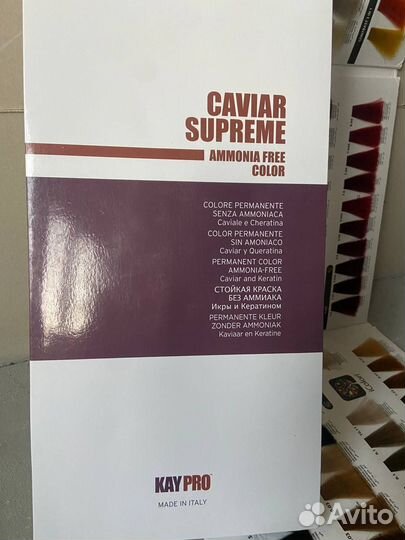 CAVIAR
SUPREME
AMMONIA FREE
COLOR
COLORE PERMANENTE
SENZA AMMONIACA
Caviale e Cheratina
COLOR PERMANENTE
SIN AMONIACO
Caviar y Queratina
PERMANENT COLOR
AMMONIA-FREE
Caviar and Keratin
СТОЙКАЯ КРАСКА
БЕЗ АММИАКА
Икры и Кератином
PERMANENTE KLEUR
ZONDER AMMONIAK
Kaviaar en Keratine
KAYPRO
MADE IN ITALY
iColori
Avito